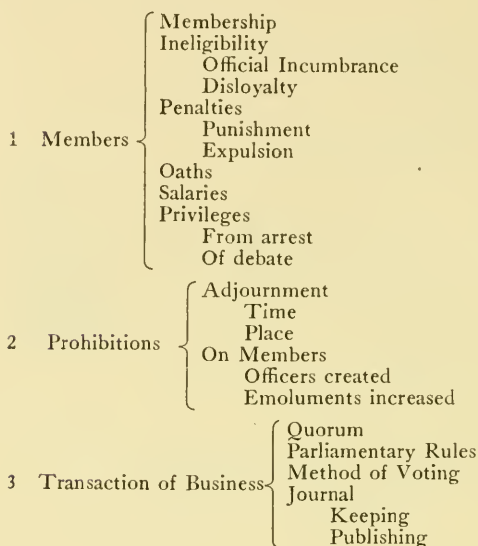 Membership
Ineligibility
Official Incumbrance
Disloyalty
Penalties
Punishment
1 Members Expulsion
Oaths
Salaries
Privileges
From arrest
Of debate
Adjournment
Time
2 Prohibitions Place
On Members
Officers created
Emoluments increased
Quorum
Parliamentary Rules
3 Transaction of Business Method of Voting
Journal
Keeping
Publishing